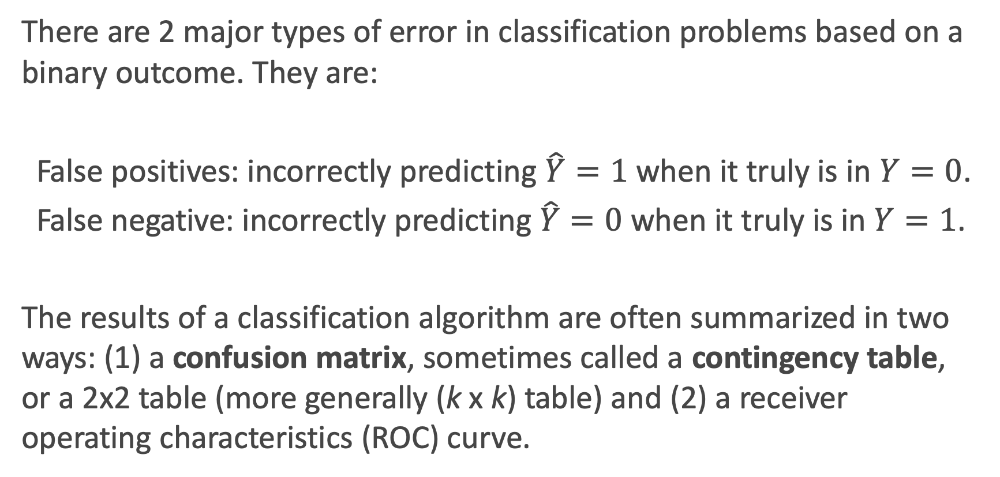 There are 2 major types of error in classification problems based on a
binary outcome. They are:
False positives: incorrectly predicting Ŷ = 1 when it truly is in Y = 0.
False negative: incorrectly predicting Ŷ = 0 when it truly is in Y = 1.
The results of a classification algorithm are often summarized in two
ways: (1) a confusion matrix, sometimes called a contingency table,
or a 2x2 table (more generally (k x k) table) and (2) a receiver
operating characteristics (ROC) curve.